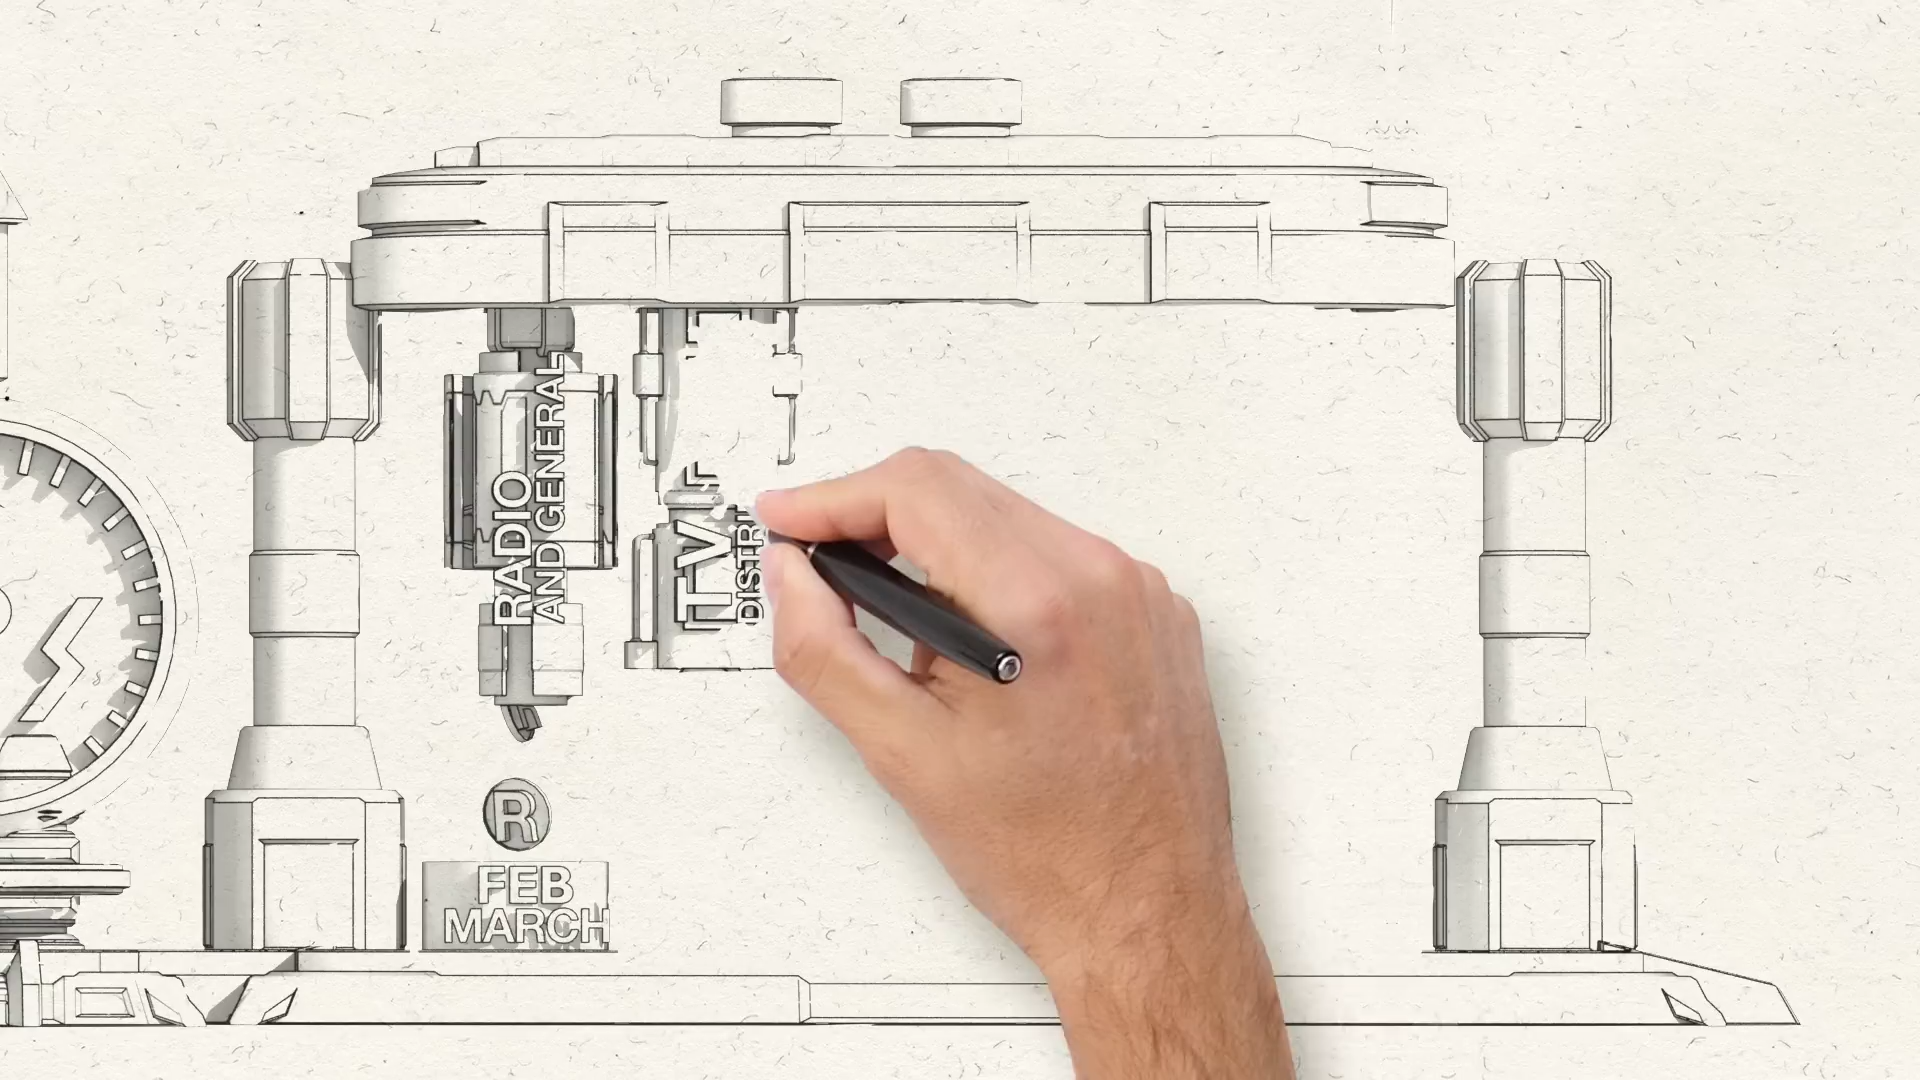 RADIO
AND GENERAL
TV
R
FEB
MARCH